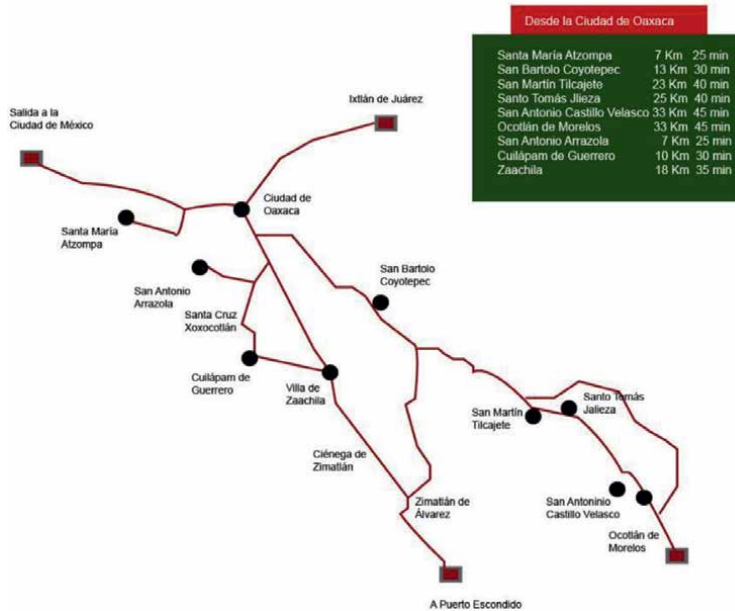 Desde la Ciudad de Oaxaca
Santa María Atzompa 7 Km 25 min
San Bartolo Coyotepec 13 Km 30 min
San Martín Tilcajete 23 Km 40 min
Santo Tomás Jlieza 25 Km 40 min
San Antonio Castillo Velasco 33 Km 45 min
Ocotlán de Morelos 33 Km 45 min
San Antonio Arrazola 7 Km 25 min
Cuilápam de Guerrero 10 Km 30 min
Zaachila 18 Km 35 min
Ixtlán de Juárez
Salida a la
Ciudad de México
Ciudad de
Oaxaca
Santa María
Atzompa
San Bartolo
Coyotepec
San Antonio
Arrazola
Santa Cruz
Xoxocotlán
Cuilápam de
Guerrero
Villa de
Zaachila
Santo Tomás
Jalieza
San Martín
Tilcajete
Ciénega de
Zimatlán
Zimatlán de
Álvarez
San Antoninio
Castillo Velasco
Ocotlán de
Morelos
A Puerto Escondido